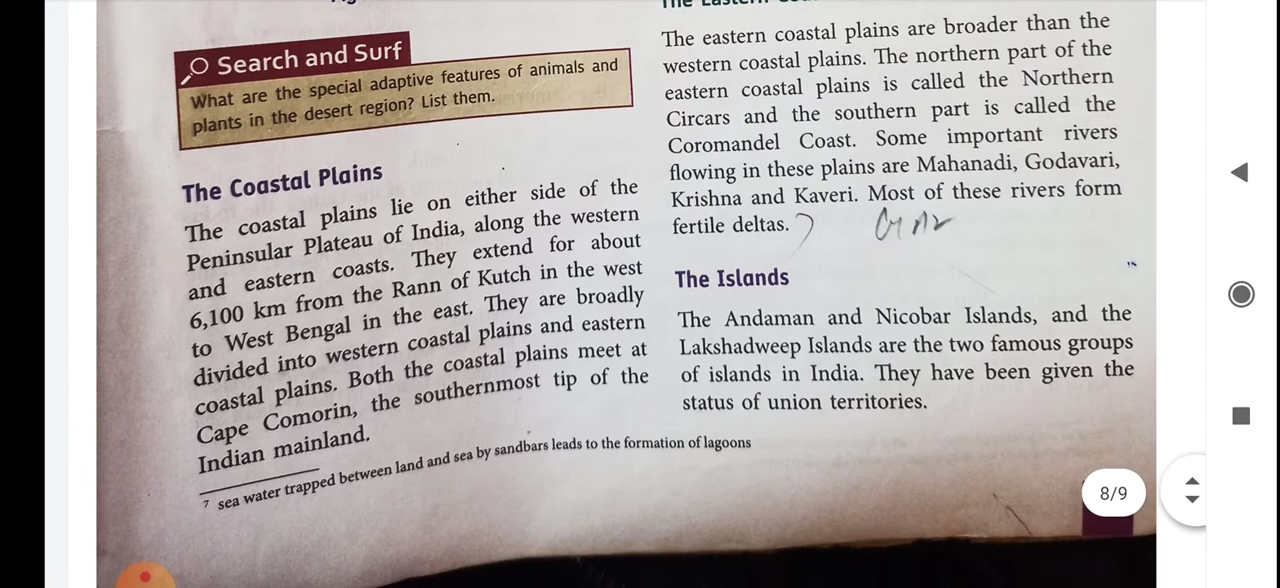 Search and Surf
What are the special adaptive features of animals and
plants in the desert region? List them.
The Coastal Plains
The coastal plains lie on either side of the
Peninsular Plateau of India, along the western
and eastern coasts. They extend for about
6,100 km from the Rann of Kutch in the west
to West Bengal in the east. They are broadly
divided into western coastal plains and eastern
coastal plains. Both the coastal plains meet at
Cape Comorin, the southernmost tip of the
Indian mainland.
7 sea water trapped between land and sea by sandbars leads to the formation of lagoons
The eastern coastal plains are broader than the
western coastal plains. The northern part of the
eastern coastal plains is called the Northern
Circars and the southern part is called the
Coromandel Coast. Some important rivers
flowing in these plains are Mahanadi, Godavari,
Krishna and Kaveri. Most of these rivers form
fertile deltas.
The Islands
The Andaman and Nicobar Islands, and the
Lakshadweep Islands are the two famous groups
of islands in India. They have been given the
status of union territories.
8/9